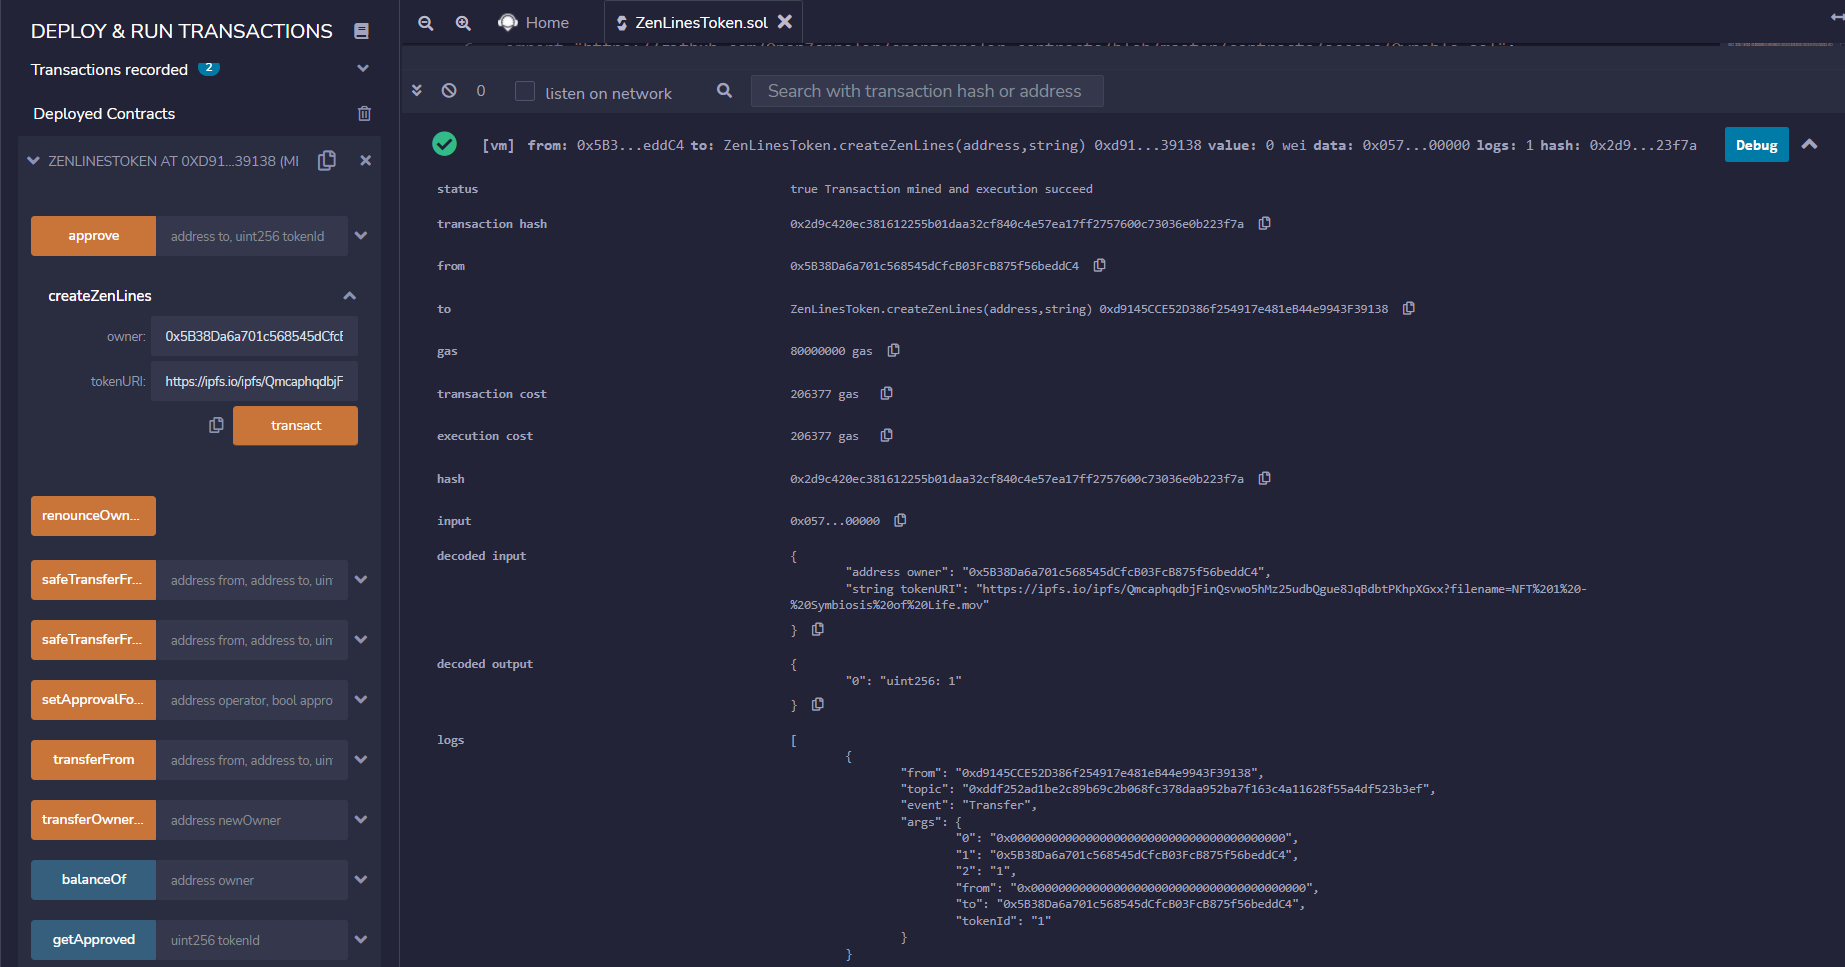 DEPLOY & RUN TRANSACTIONS
Transactions recorded 2
Deployed Contracts
ZENLINESTOKEN AT 0XD91...39138 (ME
approve address to, uint256 tokenId
createZenLines
owner: 0x5B38Da6a701c568545dCfcB
tokenURI: https://ipfs.io/ipfs/QmcaphqdbjF
transact
renounceOwn...
safeTransferFr... address from, address to, uin
safeTransferFr... address from, address to, uin
setApprovalFo... address operator, bool appro
transferFrom address from, address to, uin
transferOwner... address newOwner
balanceOf address owner
getApproved uint256 tokenId
Home ZenLinesToken.sol
0 listen on network Search with transaction hash or address
[vm] from: 0x5B3...eddC4 to: ZenLinesToken.createZenLines(address,string) 0xd91...39138 value: 0 wei data: 0x057...00000 logs: 1 hash: 0x2d9...23f7a Debug
status true Transaction mined and execution succeed
transaction hash 0x2d9c420ec381612255b01daa32cf840c4e57ea17ff2757600c73036e0b223f7a
from 0x5B38Da6a701c568545dCfcB03FcB875f56beddC4
to ZenLinesToken.createZenLines(address,string) 0xd9145CCE52D386f254917e481eB44e9943F39138
gas 80000000 gas
transaction cost 206377 gas
execution cost 206377 gas
hash 0x2d9c420ec381612255b01daa32cf840c4e57ea17ff2757600c73036e0b223f7a
input 0x057...00000
decoded input {
"address owner": "0x5B38Da6a701c568545dCfcB03FcB875f56beddC4",
"string tokenURI": "https://ipfs.io/ipfs/QmcaphqdbjFinQsvwo5hMz25udbQgue8JqBdbtPKhpXGxx?filename=NFT%201%20-
%20Symbiosis%20of%20Life.mov"
}
decoded output {
"0": "uint256: 1"
}
logs [
{
"from": "0xd9145CCE52D386f254917e481eB44e9943F39138",
"topic": "0xddf252ad1be2c89b69c2b068fc378daa952ba7f163c4a11628f55a4df523b3ef",
"event": "Transfer",
"args": {
"0": "0x0000000000000000000000000000000000000000",
"1": "0x5B38Da6a701c568545dCfcB03FcB875f56beddC4",
"2": "1",
"from": "0x0000000000000000000000000000000000000000",
"to": "0x5B38Da6a701c568545dCfcB03FcB875f56beddC4",
"tokenId": "1"
}
}